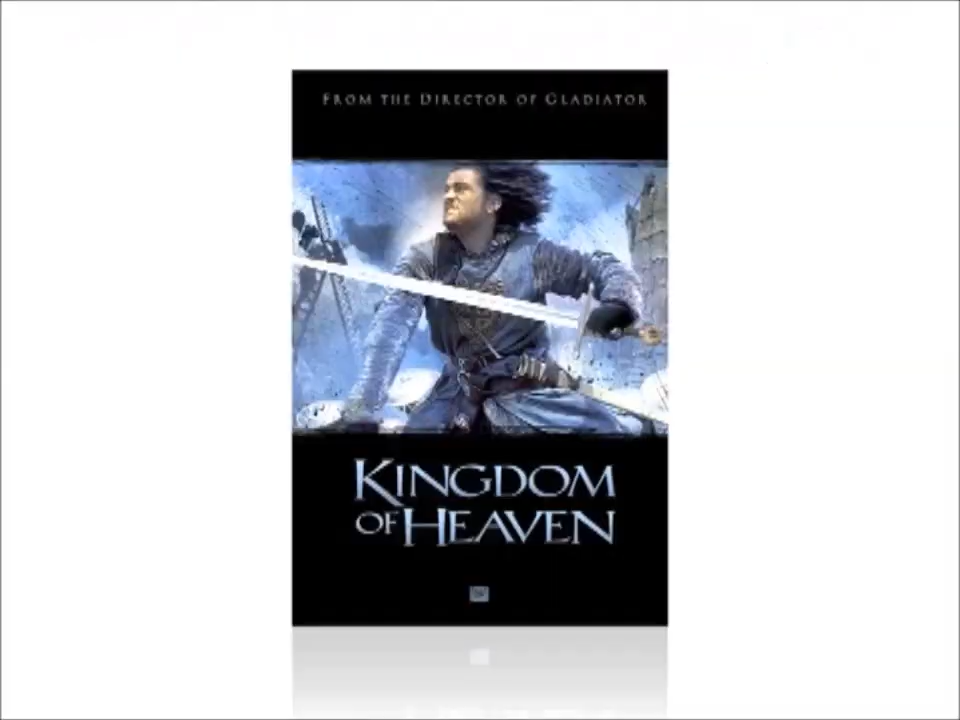 FROM THE DIRECTOR OF GLADIATOR
KINGDOM
OF HEAVEN